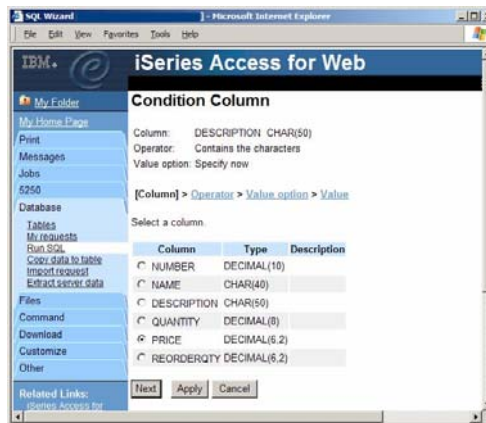 SQL Wizard ] - Microsoft Internet Explorer
File Edit View Favorites Tools Help
IBM. iSeries Access for Web
My Folder
My Home Page
Print
Messages
Jobs
5250
Database
Tables
My requests
Run SQL
Copy data to table
Import request
Extract server data
Files
Command
Download
Customize
Other
Related Links:
iSeries Access for
Condition Column
Column: DESCRIPTION CHAR(50)
Operator: Contains the characters
Value option: Specify now
[Column] > Operator > Value option > Value
Select a column.
Column Type Description
NUMBER DECIMAL(10)
NAME CHAR(40)
DESCRIPTION CHAR(50)
QUANTITY DECIMAL(8)
PRICE DECIMAL(6,2)
REORDERQTY DECIMAL(6,2)
Next Apply Cancel